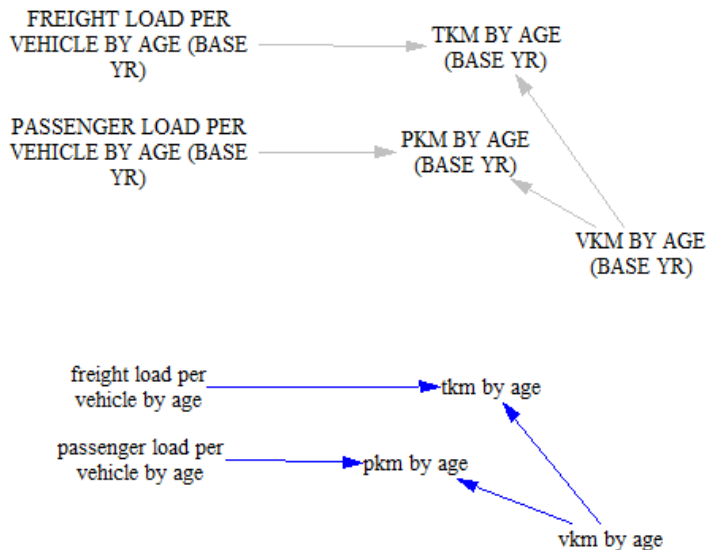 FREIGHT LOAD PER
VEHICLE BY AGE (BASE
YR)
TKM BY AGE
(BASE YR)
PASSENGER LOAD PER
VEHICLE BY AGE (BASE
YR)
PKM BY AGE
(BASE YR)
VKM BY AGE
(BASE YR)
freight load per
vehicle by age
tkm by age
passenger load per
vehicle by age
pkm by age
vkm by age